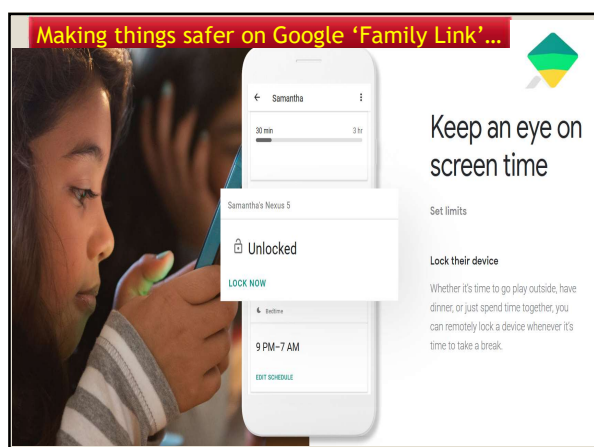 Making things safer on Google ‘Family Link’…
Samantha
30 min 3 hr
Samantha's Nexus 5
Unlocked
LOCK NOW
Bedtime
9 PM–7 AM
EDIT SCHEDULE
Keep an eye on
screen time
Set limits
Lock their device
Whether it's time to go play outside, have
dinner, or just spend time together, you
can remotely lock a device whenever it's
time to take a break.